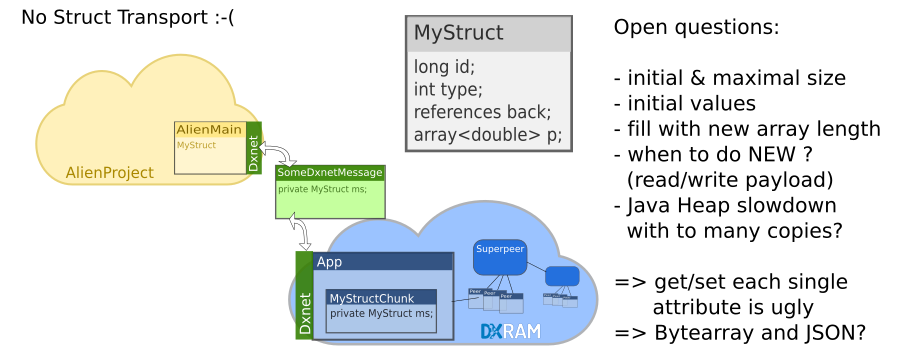 No Struct Transport :-(
AlienMain
MyStruct
Dxnet
AlienProject
SomeDxnetMessage
private MyStruct ms;
App
Dxnet
MyStructChunk
private MyStruct ms;
Superpeer
Peer
Peer
Peer
DXRAM
MyStruct
long id;
int type;
references back;
array<double> p;
Open questions:
- initial & maximal size
- initial values
- fill with new array length
- when to do NEW ?
(read/write payload)
- Java Heap slowdown
with to many copies?
=> get/set each single
attribute is ugly
=> Bytearray and JSON?